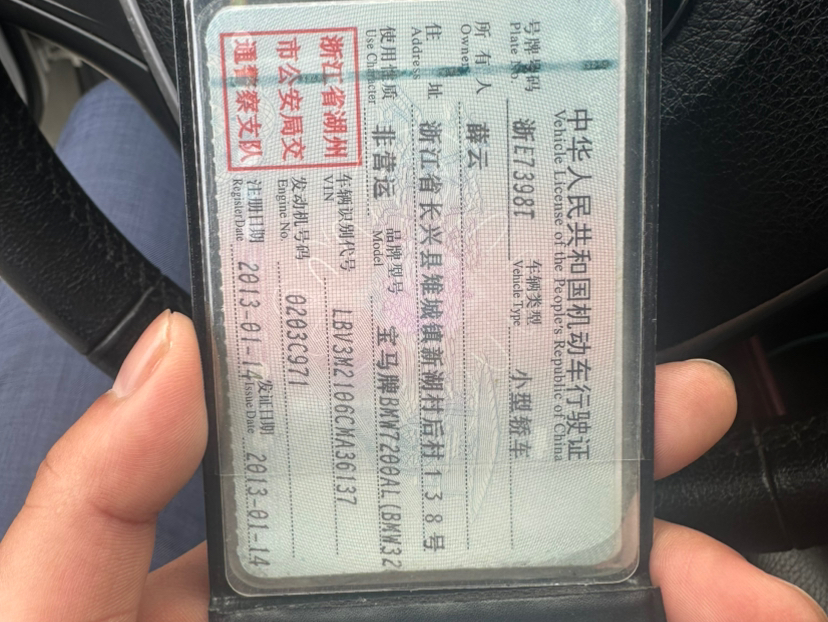 中华人民共和国机动车行驶证
Vehicle License of the People's Republic of China
号牌号码 浙E7398T 车辆类型 小型轿车
Plate No. Vehicle Type
所有人 薛云
Owner
住址 浙江省长兴县雉城镇新湖村后村138号
Address
使用性质 非营运 品牌型号 宝马牌BMW7200AL(BMW32
Use Character Model
浙江省湖州
市公安局交
通警察支队
车辆识别代号 LBV3M2106CMA36137
VIN
发动机号码 0203C971
Engine No.
注册日期 2013-01-14 发证日期 2013-01-14
Register Date Issue Date